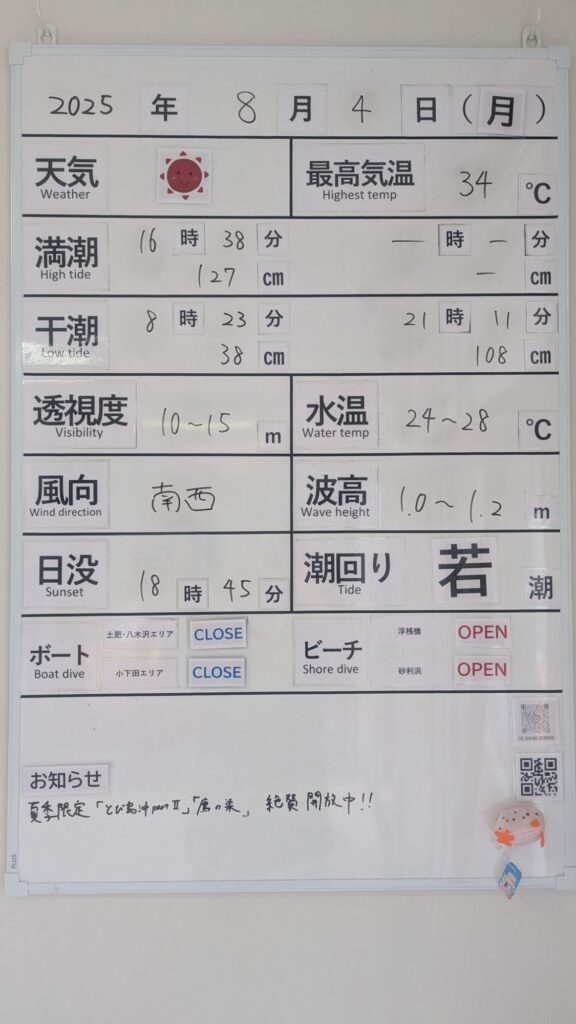 2025 年 8 月 4 日 (月)
天気 Weather
最高気温 Highest temp 34 ℃
満潮 High tide 16 時 38 分 — 時 — 分
127 cm — cm
干潮 Low tide 8 時 23 分 21 時 11 分
38 cm 108 cm
透視度 Visibility 10～15 m
水温 Water temp 24～28 ℃
風向 Wind direction 南西
波高 Wave height 1.0～1.2 m
日没 Sunset 18 時 45 分
潮回り Tide 若 潮
ボート Boat dive
土肥・八木沢エリア CLOSE
小下田エリア CLOSE
ビーチ Shore dive
浮桟橋 OPEN
砂利浜 OPEN
お知らせ
夏季限定「とび島沖partⅡ」「鷹の巣」 絶賛開放中!!
PLUS